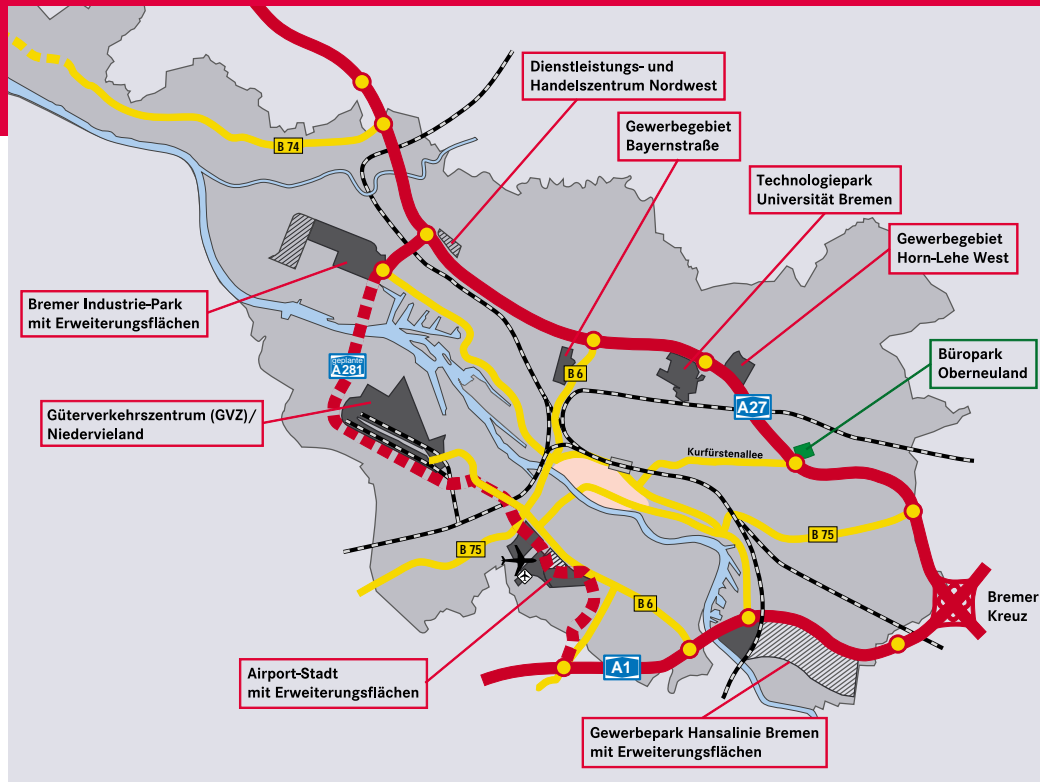 Dienstleistungs- und
Handelszentrum Nordwest
Gewerbegebiet
Bayernstraße
B 74
Technologiepark
Universität Bremen
Gewerbegebiet
Horn-Lehe West
Bremer Industrie-Park
mit Erweiterungsflächen
geplante
A 281
Büropark
Oberneuland
B 6
A27
Güterverkehrszentrum (GVZ)/
Niedervieland
Kurfürstenallee
B 75
B 75
B 6
Bremer
Kreuz
A1
Airport-Stadt
mit Erweiterungsflächen
Gewerbepark Hansalinie Bremen
mit Erweiterungsflächen